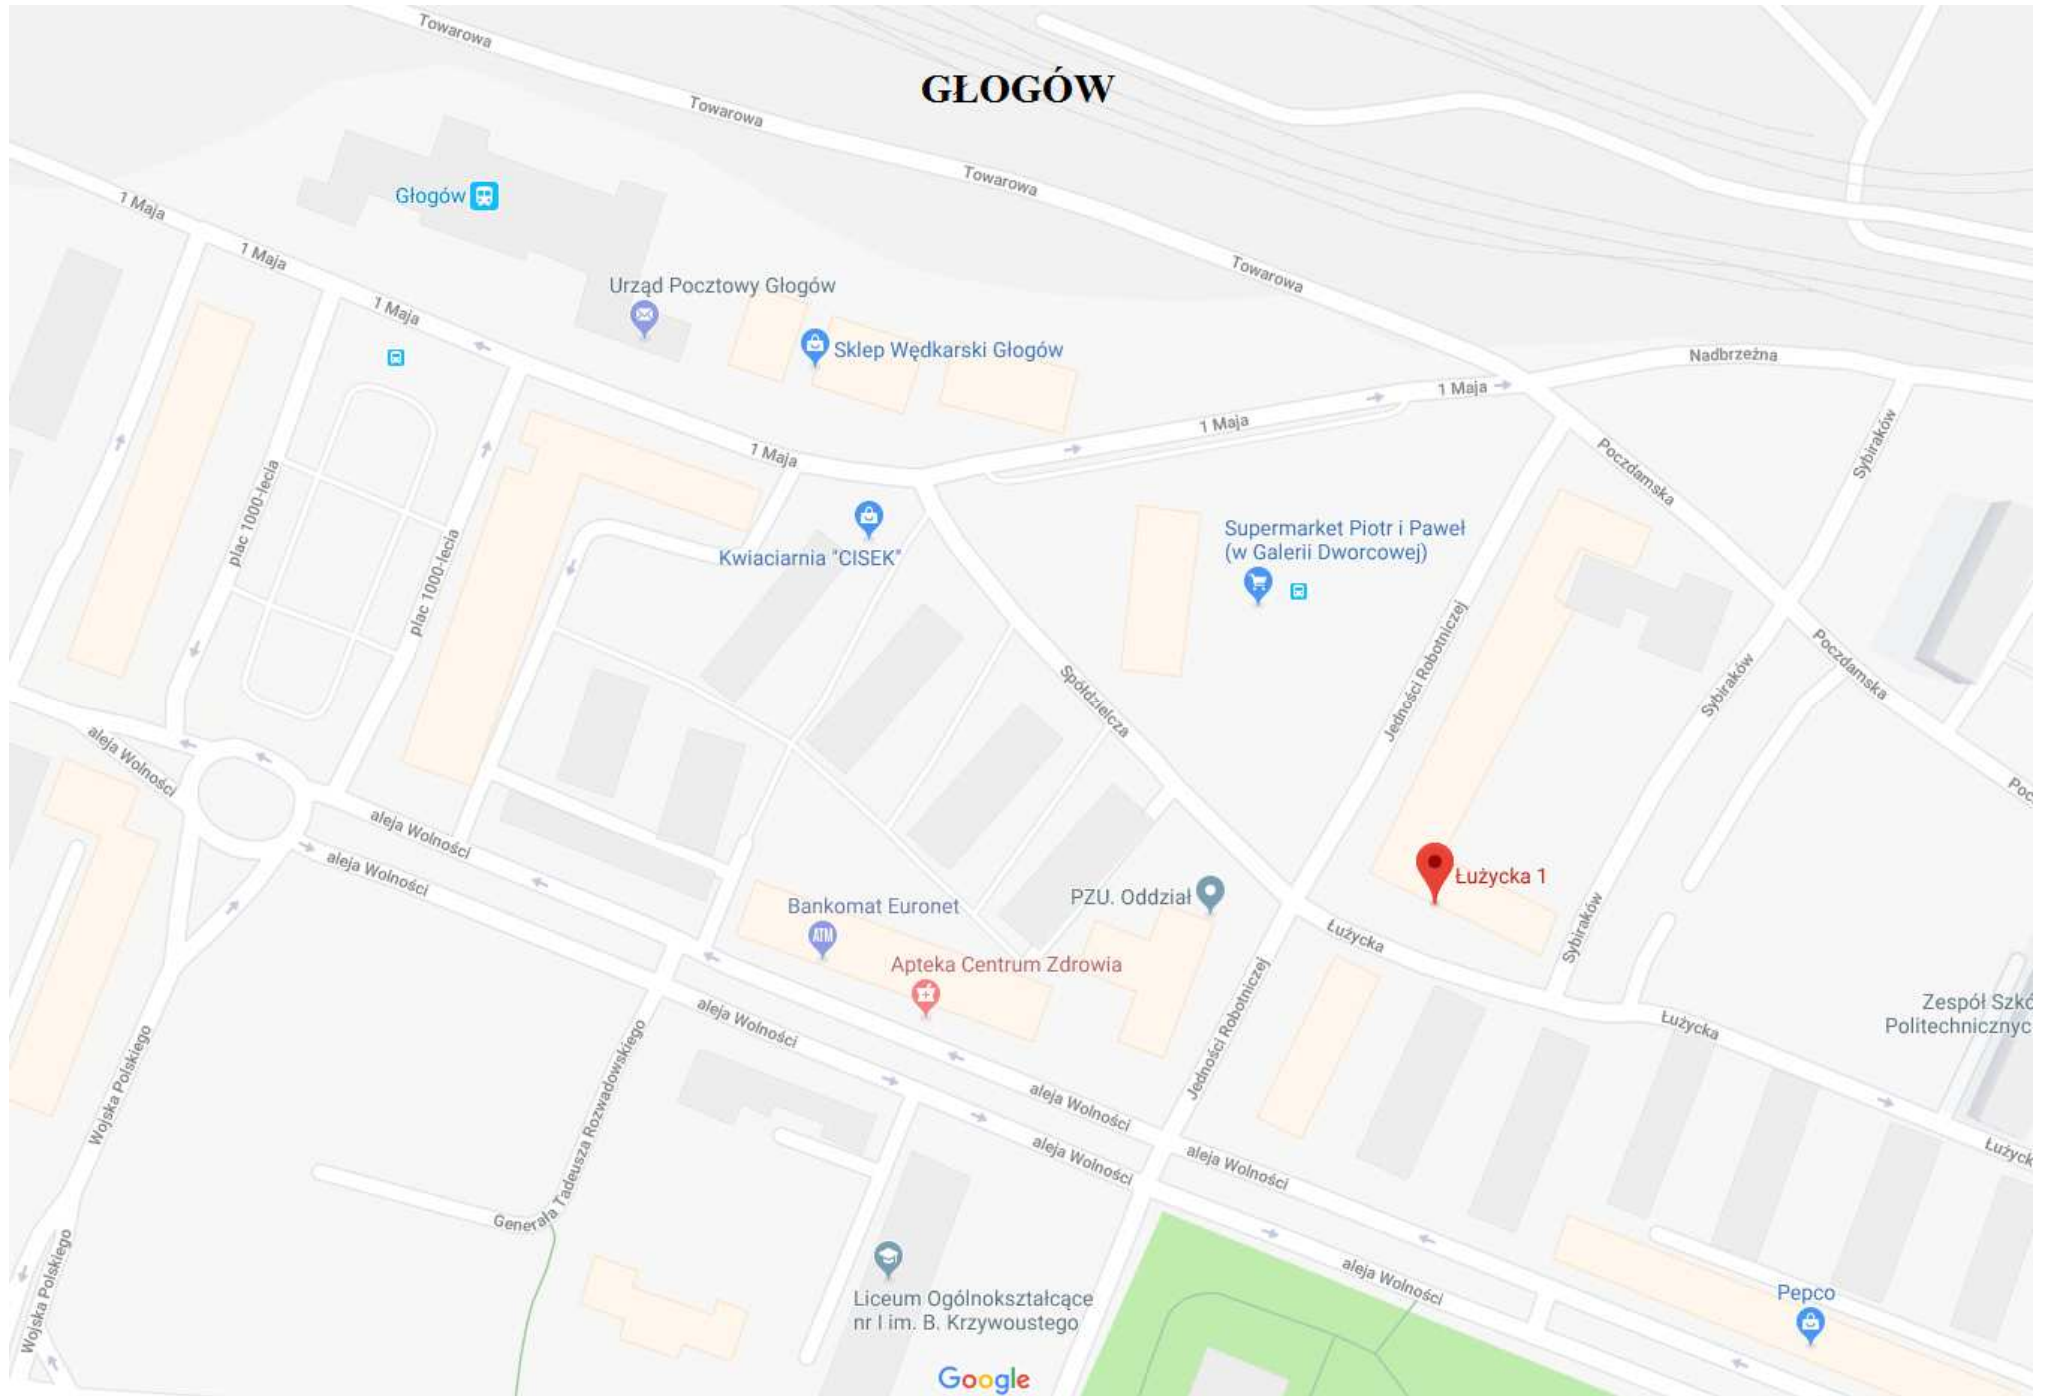 Towarowa
GŁOGÓW
Towarowa
Towarowa
Głogów
1 Maja
1 Maja
Towarowa
Urząd Pocztowy Głogów
1 Maja
Sklep Wędkarski Głogów
Nadbrzeżna
1 Maja
1 Maja
1 Maja
Sybiraków
Poczdamska
plac 1000-lecia
Kwiaciarnia "CISEK"
Supermarket Piotr i Paweł
(w Galerii Dworcowej)
plac 1000-lecia
Jedności Robotniczej
Poczdamska
Sybiraków
Spółdzielcza
aleja Wolności
Poc
aleja Wolności
aleja Wolności
Łużycka 1
PZU. Oddział
Bankomat Euronet
ATM
Łużycka
Sybiraków
Apteka Centrum Zdrowia
aleja Wolności
Jedności Robotniczej
Zespół Szkó
Politechnicznyc
Łużycka
Wojska Polskiego
Generała Tadeusza Rozwadowskiego
aleja Wolności
aleja Wolności
aleja Wolności
Łużyck
Wojska Polskiego
aleja Wolności
Pepco
Liceum Ogólnokształcące
nr I im. B. Krzywoustego
Google